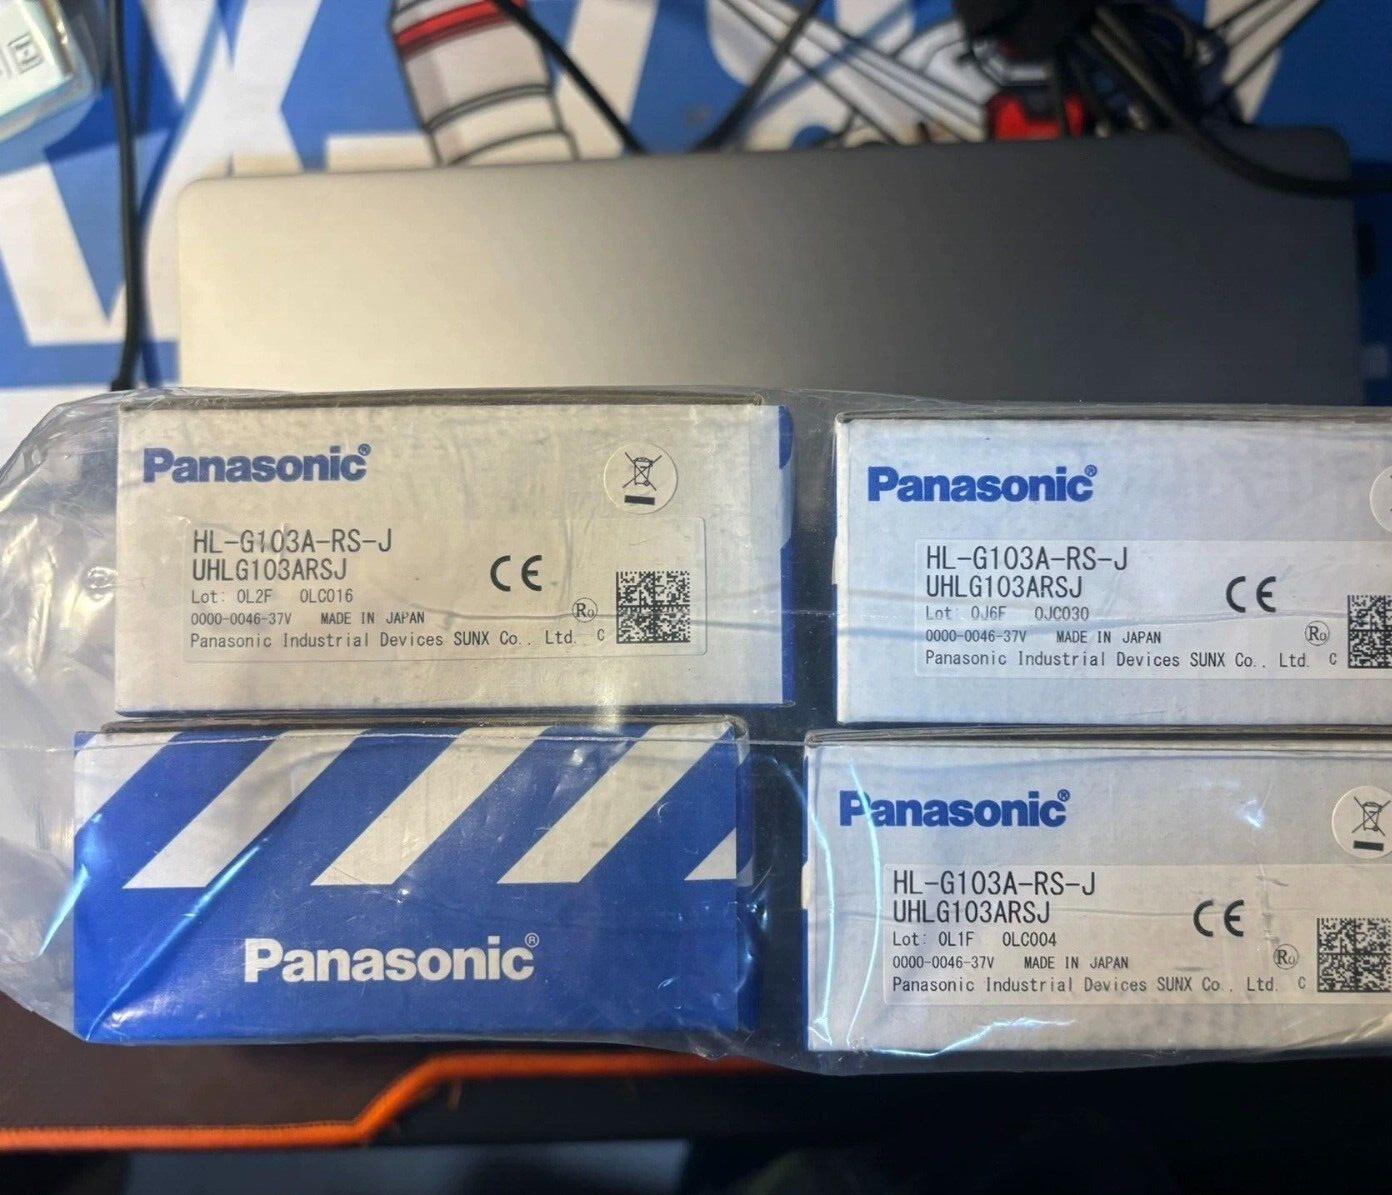 Panasonic®
HL-G103A-RS-J
UHLG103ARSJ
Lot: 0L2F 0LC016
0000-0046-37V MADE IN JAPAN
Panasonic Industrial Devices SUNX Co., Ltd. C
CE
R9
Panasonic®
HL-G103A-RS-J
UHLG103ARSJ
Lot: 0J6F 0JC030
0000-0046-37V MADE IN JAPAN
Panasonic Industrial Devices SUNX Co., Ltd. C
CE
R9
Panasonic®
Panasonic®
HL-G103A-RS-J
UHLG103ARSJ
Lot: 0L1F 0LC004
0000-0046-37V MADE IN JAPAN
Panasonic Industrial Devices SUNX Co., Ltd. C
CE
R9